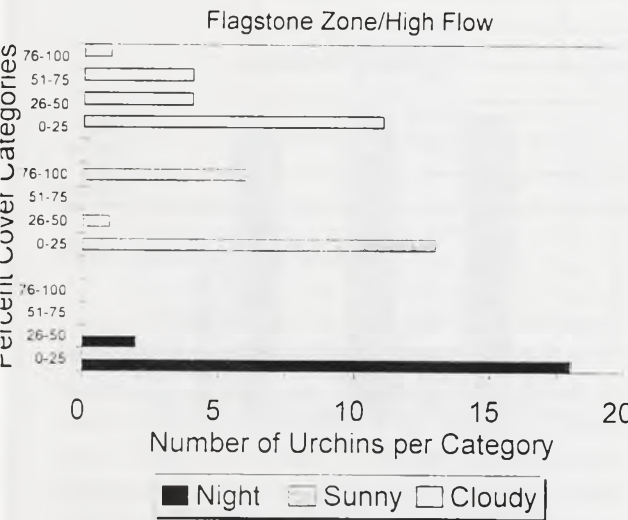 Flagstone Zone/High Flow
Percent Cover Categories
76-100
51-75
26-50
0-25
76-100
51-75
26-50
0-25
76-100
51-75
26-50
0-25
0 5 10 15 20
Number of Urchins per Category
Night Sunny Cloudy